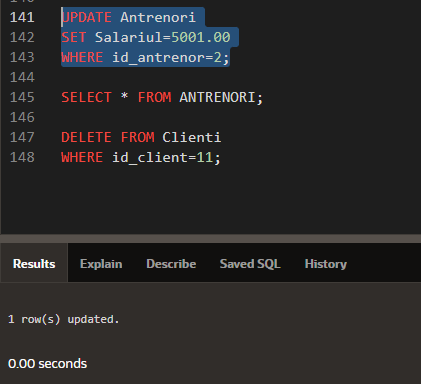 141 UPDATE Antrenori
142 SET Salariul=5001.00
143 WHERE id_antrenor=2;
144
145 SELECT * FROM ANTRENORI;
146
147 DELETE FROM Clienti
148 WHERE id_client=11;
Results Explain Describe Saved SQL History
1 row(s) updated.
0.00 seconds